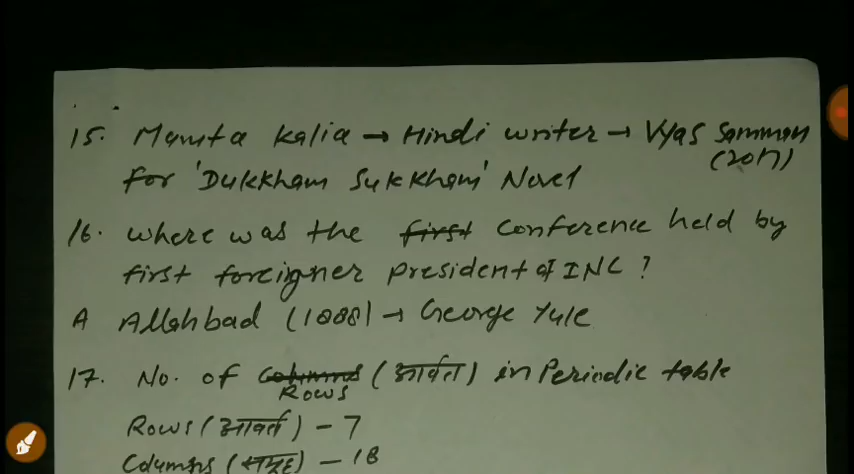 15. Mamta Kalia → Hindi writer → Vyas Samman
(2017)
for 'Dukkham Sukkham' Novel
16. where was the first conference held by
first foreigner president of INC ?
A Allahbad (1888) → George Yule
17. No. of Columns (आवर्त) in Periodic table
Rows
Rows (आवर्त) - 7
Columns (समूह) - 18